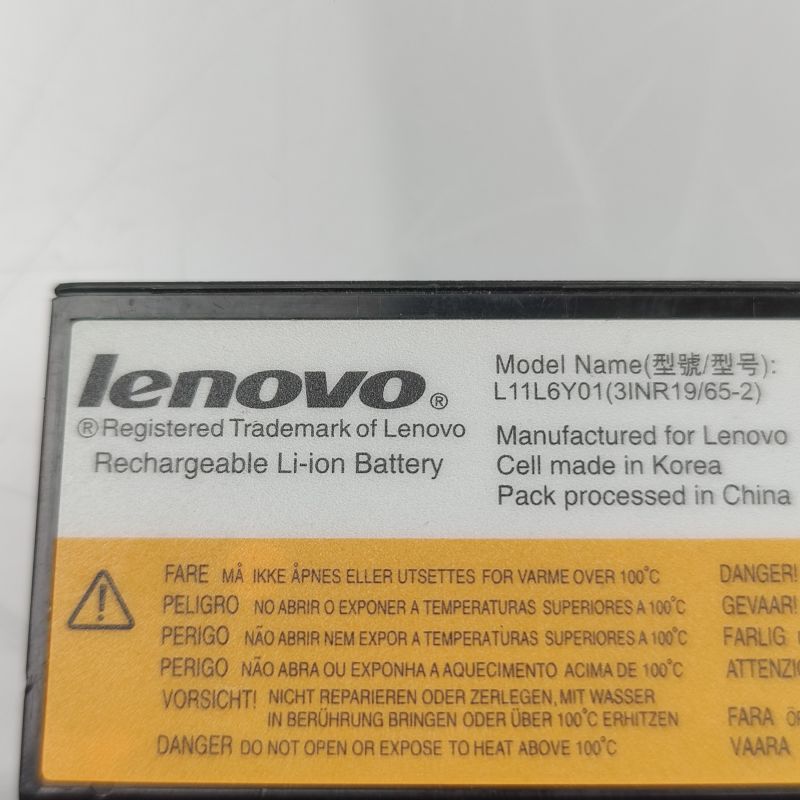 lenovo®
®Registered Trademark of Lenovo
Rechargeable Li-ion Battery
Model Name(型號/型号):
L11L6Y01(3INR19/65-2)
Manufactured for Lenovo
Cell made in Korea
Pack processed in China
FARE MÅ IKKE ÅPNES ELLER UTSETTES FOR VARME OVER 100°C
PELIGRO NO ABRIR O EXPONER A TEMPERATURAS SUPERIORES A 100°C
PERIGO NÃO ABRIR NEM EXPOR A TEMPERATURAS SUPERIORES A 100°C
PERIGO NÃO ABRA OU EXPONHA A AQUECIMENTO ACIMA DE 100°C
VORSICHT! NICHT REPARIEREN ODER ZERLEGEN, MIT WASSER
IN BERÜHRUNG BRINGEN ODER ÜBER 100°C ERHITZEN
DANGER DO NOT OPEN OR EXPOSE TO HEAT ABOVE 100°C
DANGER!
GEVAAR!
FARLIG
FARA
VAARA